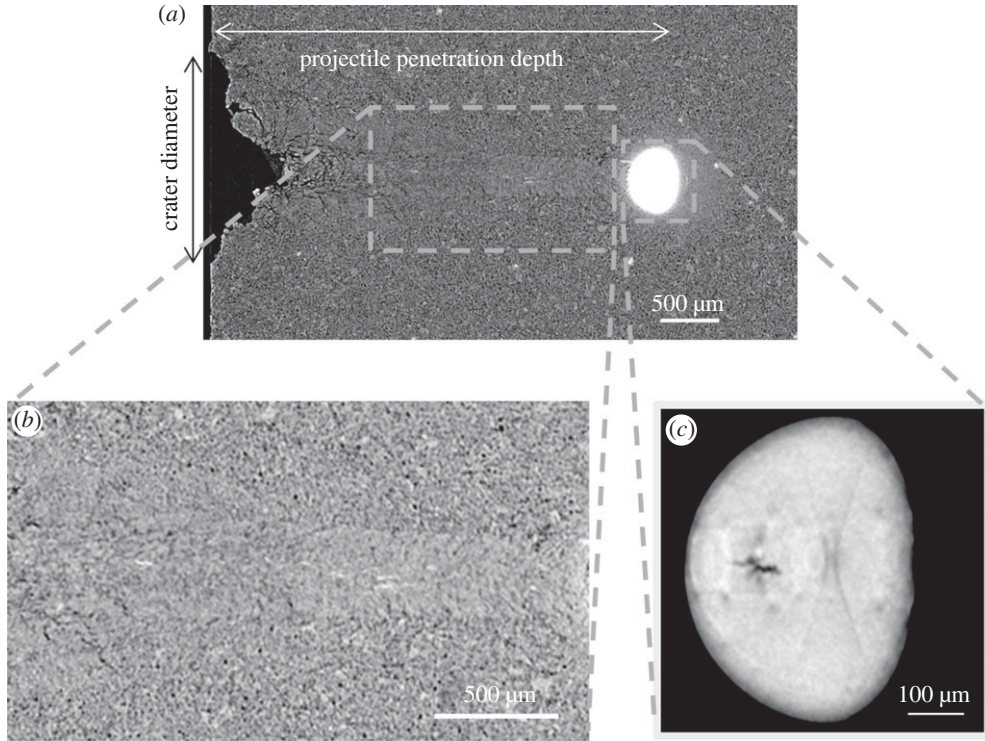 (a)
projectile penetration depth
crater diameter
500 µm
(b)
500 µm
(c)
100 µm